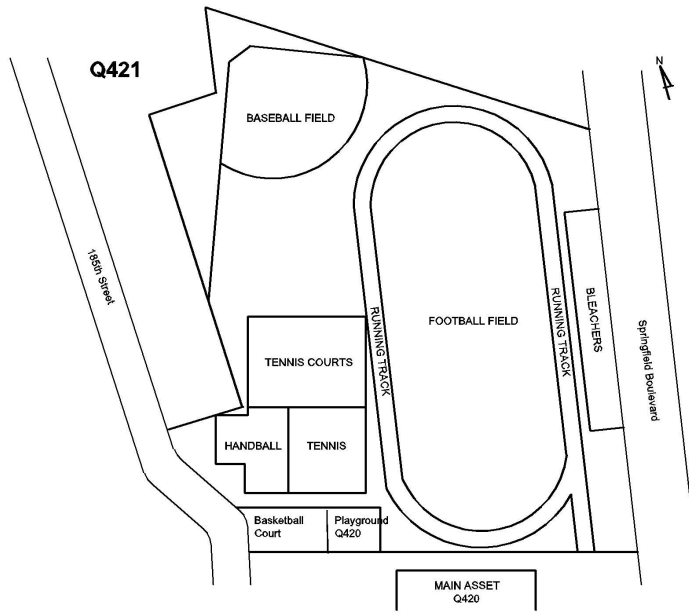 Q421
N
BASEBALL FIELD
185th Street
RUNNING TRACK
FOOTBALL FIELD
RUNNING TRACK
BLEACHERS
Springfield Boulevard
TENNIS COURTS
HANDBALL
TENNIS
Basketball
Court
Playground
Q420
MAIN ASSET
Q420